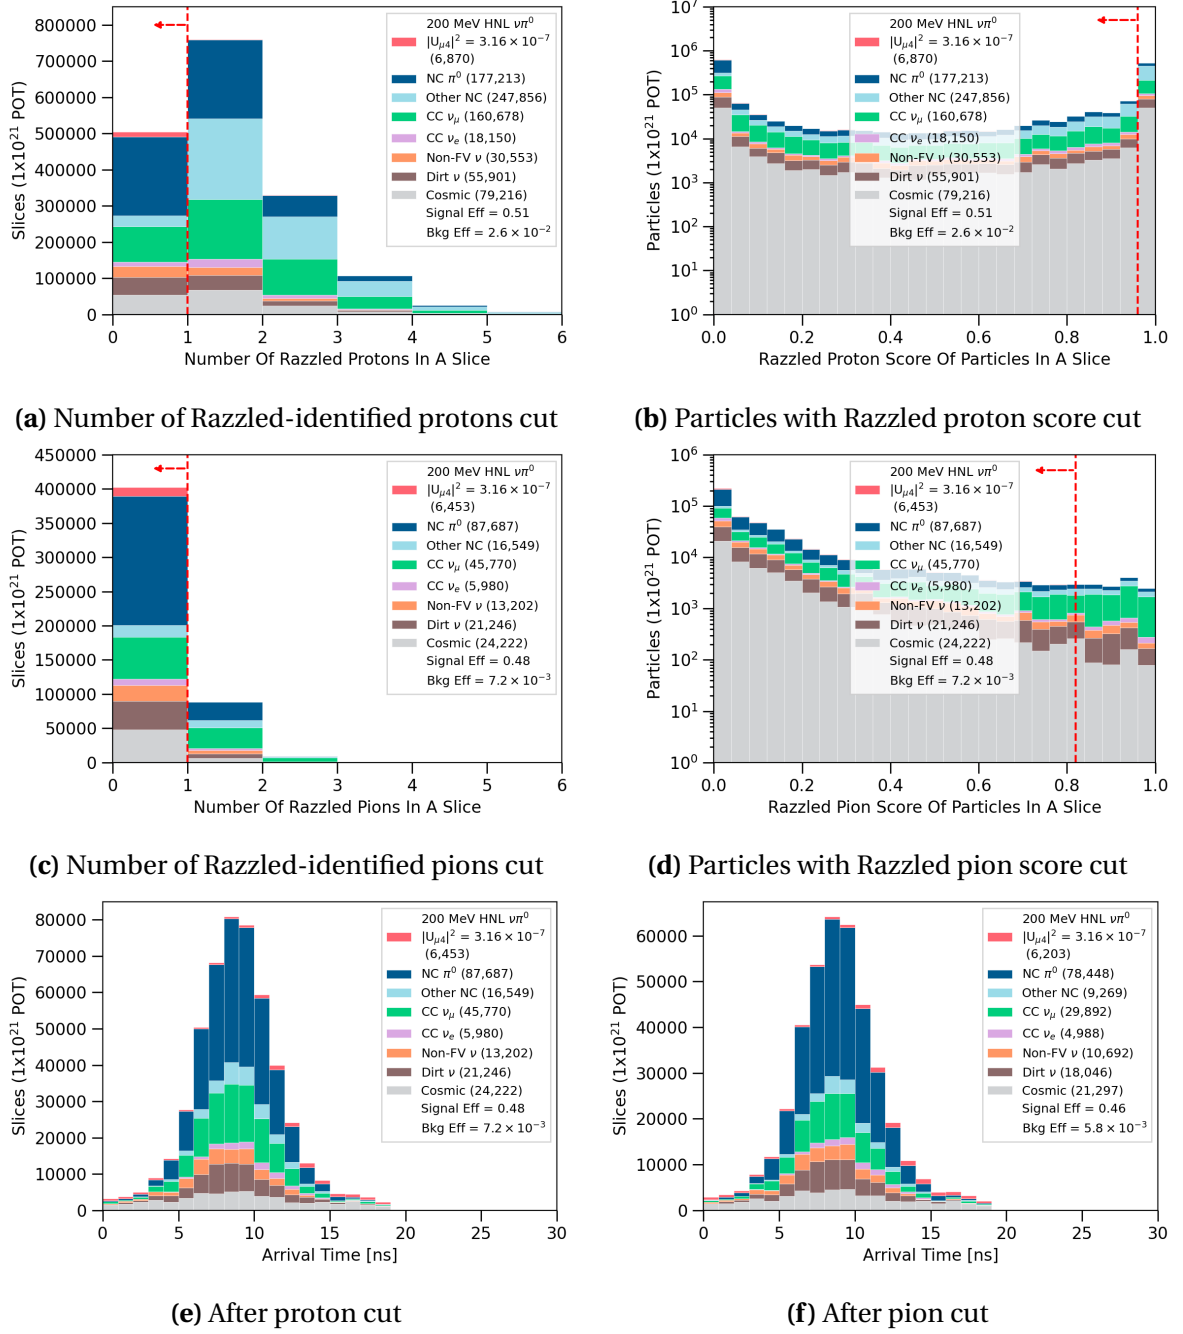 800000
700000
600000
500000
400000
300000
200000
100000
0
Slices (1x10²¹ POT)
0 1 2 3 4 5 6
Number Of Razzled Protons In A Slice
200 MeV HNL νπ⁰
|U_μ4|² = 3.16 × 10⁻⁷
(6,870)
NC π⁰ (177,213)
Other NC (247,856)
CC ν_μ (160,678)
CC ν_e (18,150)
Non-FV ν (30,553)
Dirt ν (55,901)
Cosmic (79,216)
Signal Eff = 0.51
Bkg Eff = 2.6 × 10⁻²
10⁷
10⁶
10⁵
10⁴
10³
10²
10¹
10⁰
Particles (1x10²¹ POT)
0.0 0.2 0.4 0.6 0.8 1.0
Razzled Proton Score Of Particles In A Slice
200 MeV HNL νπ⁰
|U_μ4|² = 3.16 × 10⁻⁷
(6,870)
NC π⁰ (177,213)
Other NC (247,856)
CC ν_μ (160,678)
CC ν_e (18,150)
Non-FV ν (30,553)
Dirt ν (55,901)
Cosmic (79,216)
Signal Eff = 0.51
Bkg Eff = 2.6 × 10⁻²
(a) Number of Razzled-identified protons cut
(b) Particles with Razzled proton score cut
450000
400000
350000
300000
250000
200000
150000
100000
50000
0
Slices (1x10²¹ POT)
0 1 2 3 4 5 6
Number Of Razzled Pions In A Slice
200 MeV HNL νπ⁰
|U_μ4|² = 3.16 × 10⁻⁷
(6,453)
NC π⁰ (87,687)
Other NC (16,549)
CC ν_μ (45,770)
CC ν_e (5,980)
Non-FV ν (13,202)
Dirt ν (21,246)
Cosmic (24,222)
Signal Eff = 0.48
Bkg Eff = 7.2 × 10⁻³
10⁶
10⁵
10⁴
10³
10²
10¹
10⁰
Particles (1x10²¹ POT)
0.0 0.2 0.4 0.6 0.8 1.0
Razzled Pion Score Of Particles In A Slice
200 MeV HNL νπ⁰
|U_μ4|² = 3.16 × 10⁻⁷
(6,453)
NC π⁰ (87,687)
Other NC (16,549)
CC ν_μ (45,770)
CC ν_e (5,980)
Non-FV ν (13,202)
Dirt ν (21,246)
Cosmic (24,222)
Signal Eff = 0.48
Bkg Eff = 7.2 × 10⁻³
(c) Number of Razzled-identified pions cut
(d) Particles with Razzled pion score cut
80000
70000
60000
50000
40000
30000
20000
10000
0
Slices (1x10²¹ POT)
0 5 10 15 20 25 30
Arrival Time [ns]
200 MeV HNL νπ⁰
|U_μ4|² = 3.16 × 10⁻⁷
(6,453)
NC π⁰ (87,687)
Other NC (16,549)
CC ν_μ (45,770)
CC ν_e (5,980)
Non-FV ν (13,202)
Dirt ν (21,246)
Cosmic (24,222)
Signal Eff = 0.48
Bkg Eff = 7.2 × 10⁻³
60000
50000
40000
30000
20000
10000
0
Slices (1x10²¹ POT)
0 5 10 15 20 25 30
Arrival Time [ns]
200 MeV HNL νπ⁰
|U_μ4|² = 3.16 × 10⁻⁷
(6,203)
NC π⁰ (78,448)
Other NC (9,269)
CC ν_μ (29,892)
CC ν_e (4,988)
Non-FV ν (10,692)
Dirt ν (18,046)
Cosmic (21,297)
Signal Eff = 0.46
Bkg Eff = 5.8 × 10⁻³
(e) After proton cut
(f) After pion cut